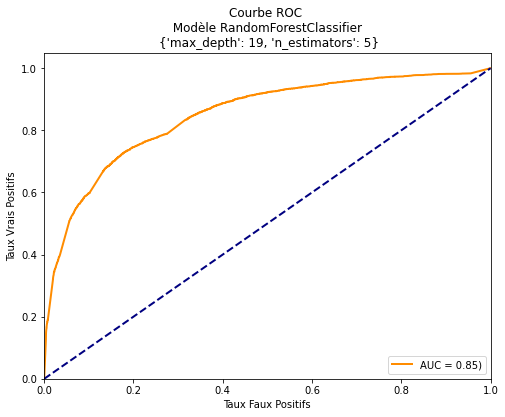 Courbe ROC
Modèle RandomForestClassifier
{'max_depth': 19, 'n_estimators': 5}
1.0
0.8
0.6
0.4
0.2
0.0
Taux Vrais Positifs
AUC = 0.85)
0.0 0.2 0.4 0.6 0.8 1.0
Taux Faux Positifs